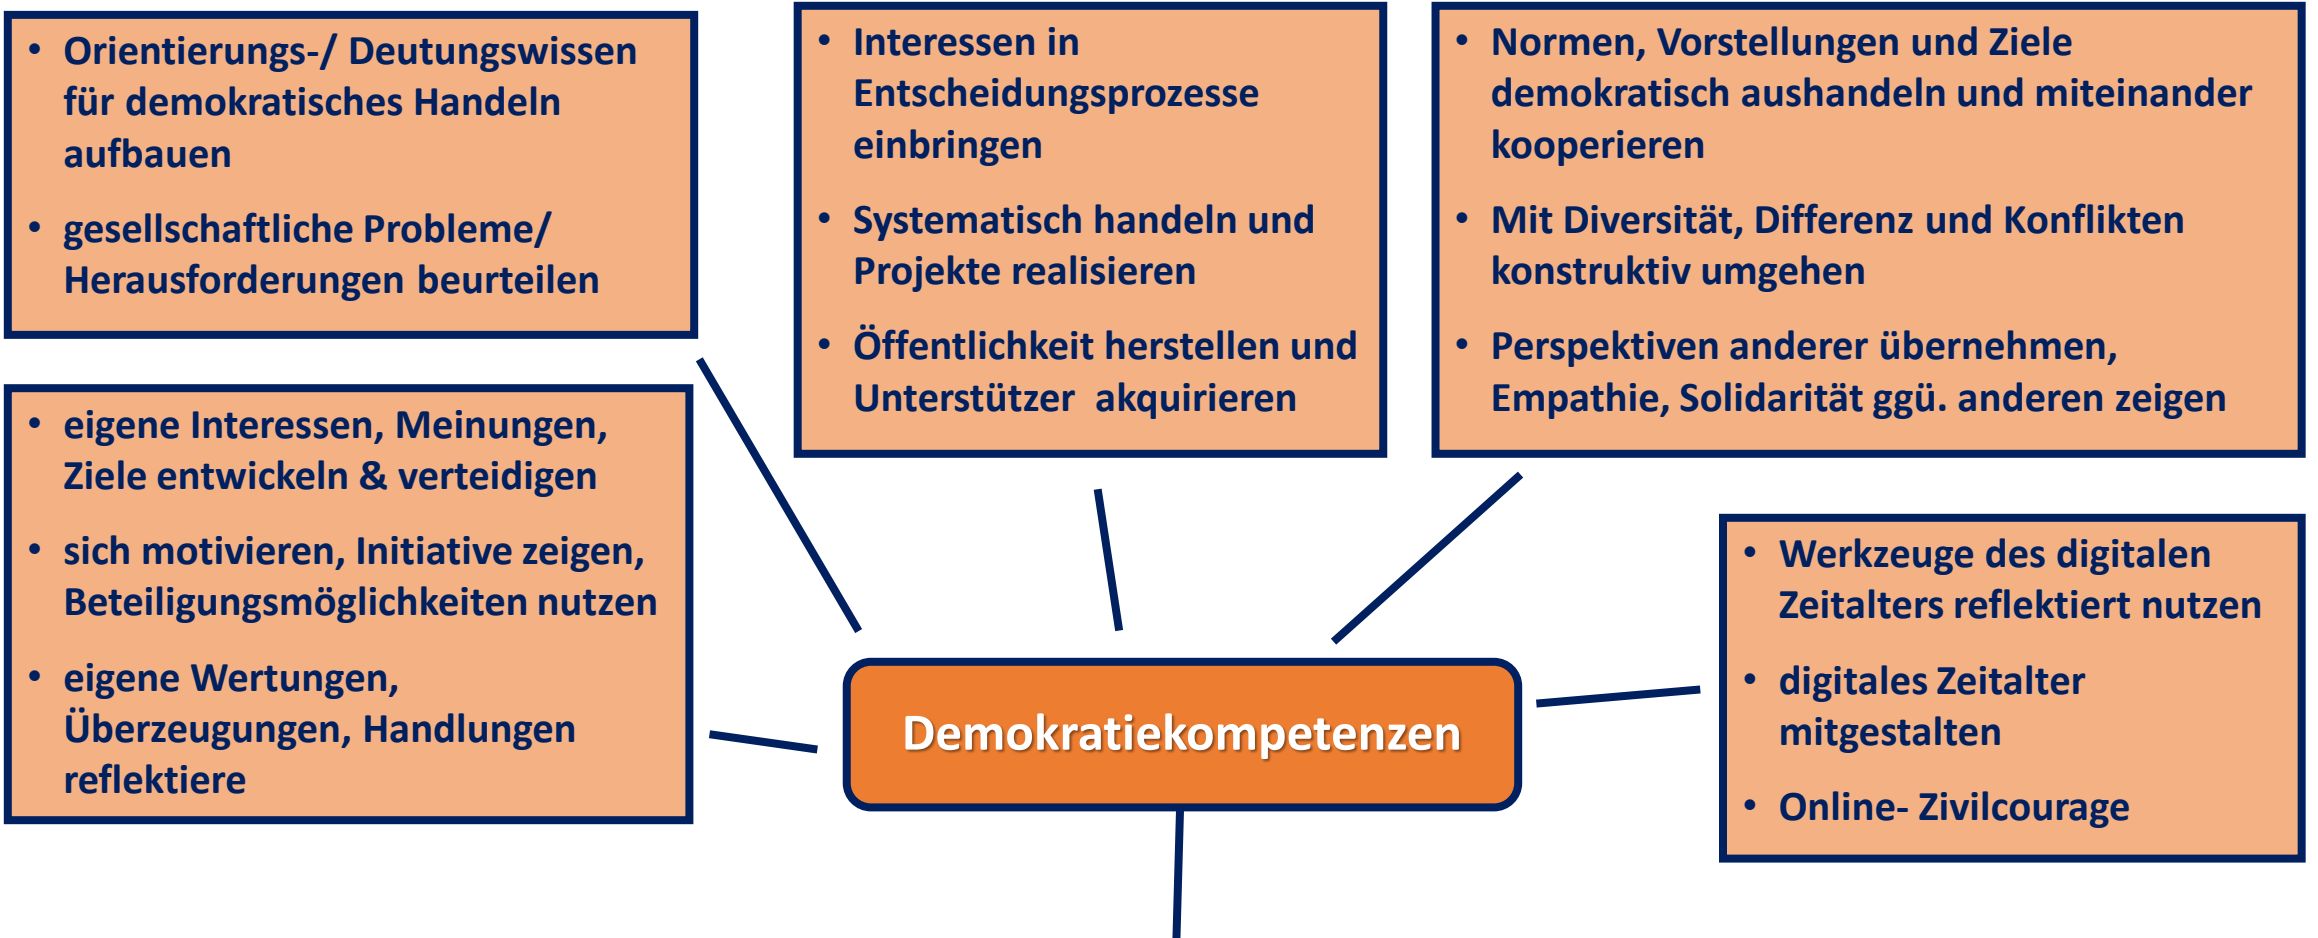 • Orientierungs-/ Deutungswissen
für demokratisches Handeln
aufbauen
• gesellschaftliche Probleme/
Herausforderungen beurteilen
• Interessen in
Entscheidungsprozesse
einbringen
• Systematisch handeln und
Projekte realisieren
• Öffentlichkeit herstellen und
Unterstützer  akquirieren
• Normen, Vorstellungen und Ziele
demokratisch aushandeln und miteinander
kooperieren
• Mit Diversität, Differenz und Konflikten
konstruktiv umgehen
• Perspektiven anderer übernehmen,
Empathie, Solidarität ggü. anderen zeigen
• eigene Interessen, Meinungen,
Ziele entwickeln & verteidigen
• sich motivieren, Initiative zeigen,
Beteiligungsmöglichkeiten nutzen
• eigene Wertungen,
Überzeugungen, Handlungen
reflektiere
Demokratiekompetenzen
• Werkzeuge des digitalen
Zeitalters reflektiert nutzen
• digitales Zeitalter
mitgestalten
• Online- Zivilcourage